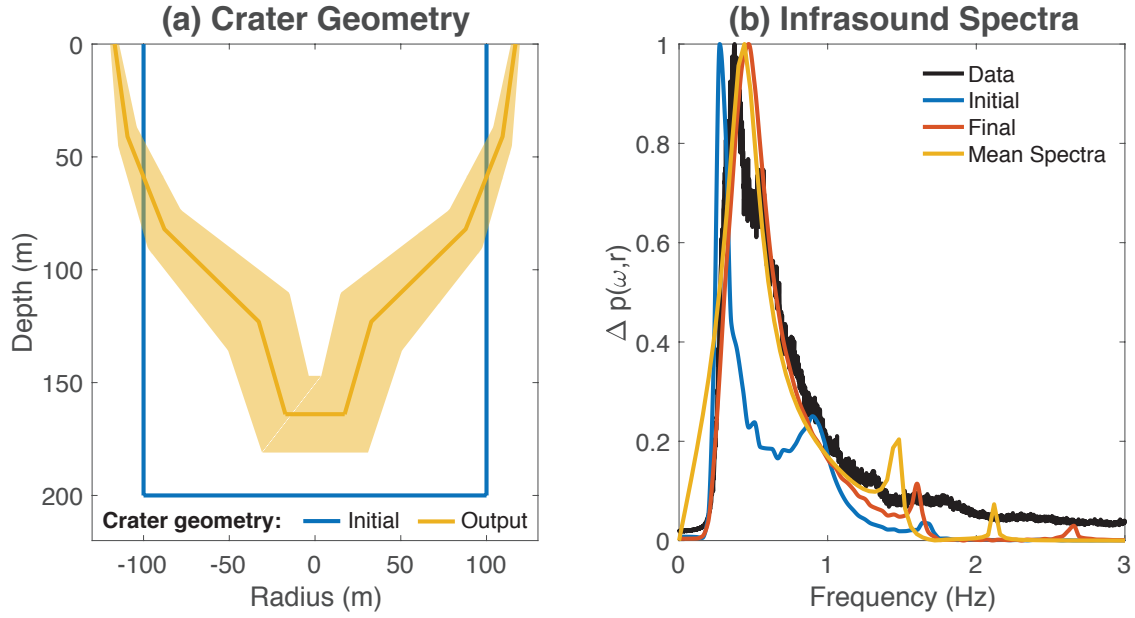 (a) Crater Geometry
0
50
100
150
200
Depth (m)
Crater geometry: Initial Output
-100 -50 0 50 100
Radius (m)
(b) Infrasound Spectra
1
0.8
0.6
0.4
0.2
0
Δ p(ω,r)
Data
Initial
Final
Mean Spectra
0 1 2 3
Frequency (Hz)